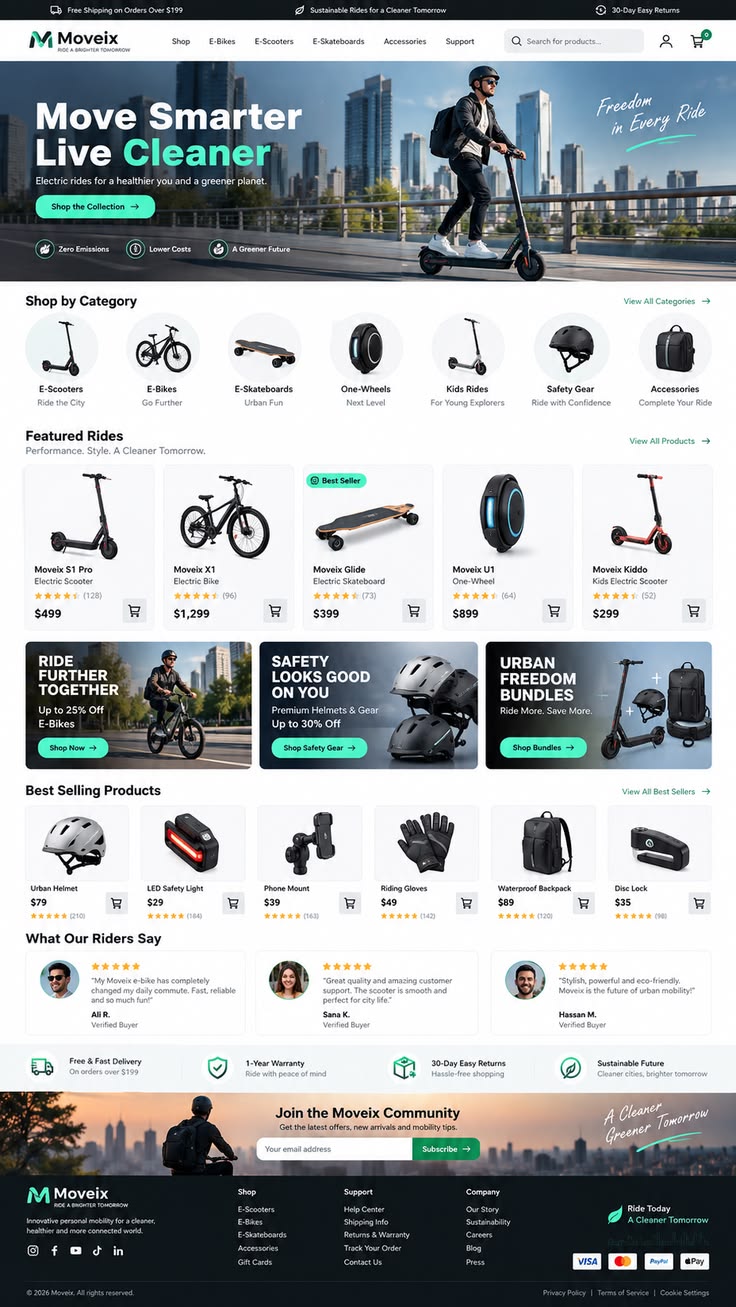 Free Shipping on Orders Over $199
Sustainable Rides for a Cleaner Tomorrow
30-Day Easy Returns
Moveix
RIDE A BRIGHTER TOMORROW
Shop
E-Bikes
E-Scooters
E-Skateboards
Accessories
Support
Search for products...
0
Move Smarter
Live Cleaner
Electric rides for a healthier you and a greener planet.
Shop the Collection →
Zero Emissions
Lower Costs
A Greener Future
Freedom
in Every Ride
Shop by Category
View All Categories →
E-Scooters
Ride the City
E-Bikes
Go Further
E-Skateboards
Urban Fun
One-Wheels
Next Level
Kids Rides
For Young Explorers
Safety Gear
Ride with Confidence
Accessories
Complete Your Ride
Featured Rides
Performance. Style. A Cleaner Tomorrow.
View All Products →
Moveix S1 Pro
Electric Scooter
(128)
$499
Moveix X1
Electric Bike
(96)
$1,299
Best Seller
Moveix Glide
Electric Skateboard
(73)
$399
Moveix U1
One-Wheel
(64)
$899
Moveix Kiddo
Kids Electric Scooter
(52)
$299
RIDE
FURTHER
TOGETHER
Up to 25% Off
E-Bikes
Shop Now →
SAFETY
LOOKS GOOD
ON YOU
Premium Helmets & Gear
Up to 30% Off
Shop Safety Gear →
URBAN
FREEDOM
BUNDLES
Ride More. Save More.
Shop Bundles →
Best Selling Products
View All Best Sellers →
Urban Helmet
$79
(210)
LED Safety Light
$29
(184)
Phone Mount
$39
(163)
Riding Gloves
$49
(142)
Waterproof Backpack
$89
(120)
Disc Lock
$35
(98)
What Our Riders Say
"My Moveix e-bike has completely
changed my daily commute. Fast, reliable
and so much fun!"
Ali R.
Verified Buyer
"Great quality and amazing customer
support. The scooter is smooth and
perfect for city life."
Sana K.
Verified Buyer
"Stylish, powerful and eco-friendly.
Moveix is the future of urban mobility!"
Hassan M.
Verified Buyer
Free & Fast Delivery
On orders over $199
1-Year Warranty
Ride with peace of mind
30-Day Easy Returns
Hassle-free shopping
Sustainable Future
Cleaner cities, brighter tomorrow
Join the Moveix Community
Get the latest offers, new arrivals and mobility tips.
Your email address
Subscribe →
A Cleaner
Greener Tomorrow
Moveix
RIDE A BRIGHTER TOMORROW
Innovative personal mobility for a cleaner,
healthier and more connected world.
Shop
E-Scooters
E-Bikes
E-Skateboards
Accessories
Gift Cards
Support
Help Center
Shipping Info
Returns & Warranty
Track Your Order
Contact Us
Company
Our Story
Sustainability
Careers
Blog
Press
Ride Today
A Cleaner Tomorrow
VISA
mastercard
PayPal
Pay
© 2026 Moveix. All rights reserved.
Privacy Policy | Terms of Service | Cookie Settings